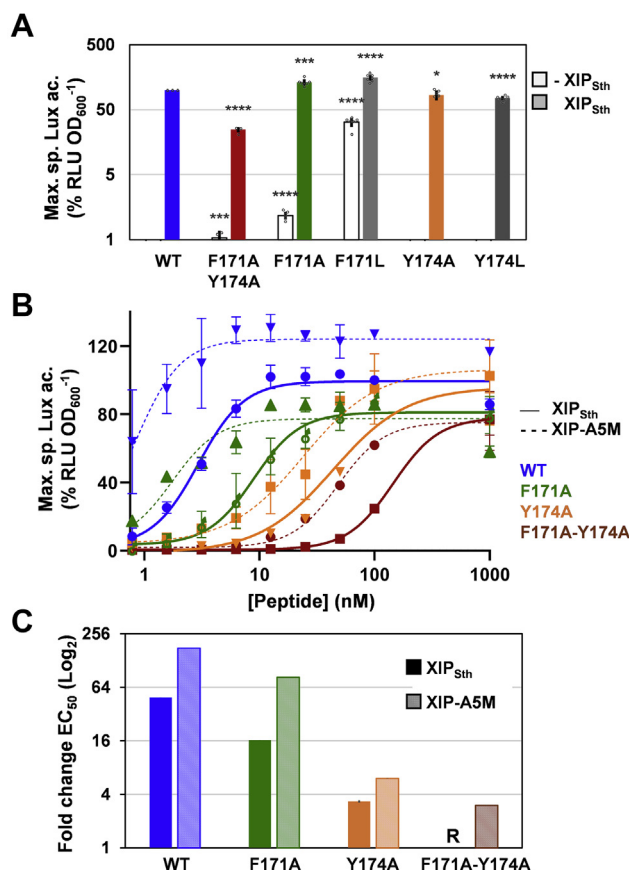 A
Max. sp. Lux ac.
(% RLU OD600-1)
500
50
5
1
***
****
****
***
****
****
*
****
- XIPSth
XIPSth
WT
F171A
Y174A
F171A
F171L
Y174A
Y174L
B
Max. sp. Lux ac.
(% RLU OD600-1)
120
80
40
0
1
10
100
1000
[Peptide] (nM)
XIPSth
XIP-A5M
WT
F171A
Y174A
F171A-Y174A
C
Fold change EC50 (Log2)
256
64
16
4
1
XIPSth
XIP-A5M
R
WT
F171A
Y174A
F171A-Y174A